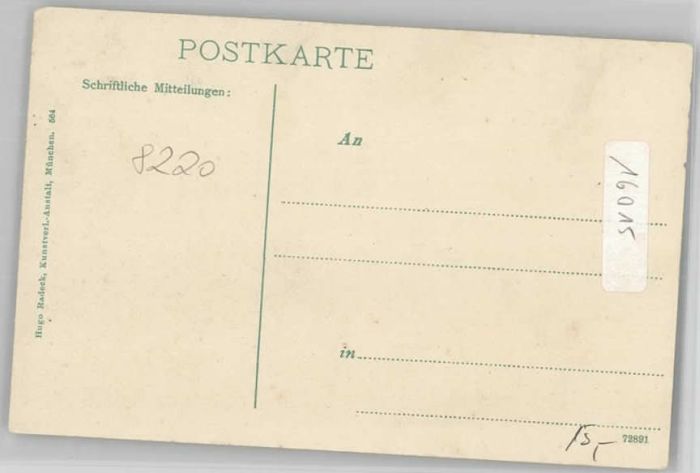 POSTKARTE
Schriftliche Mitteilungen:
8220
An
16015
in
15,-
72891
Hugo Radeck, Kunstverl.-Anstalt, München. 564